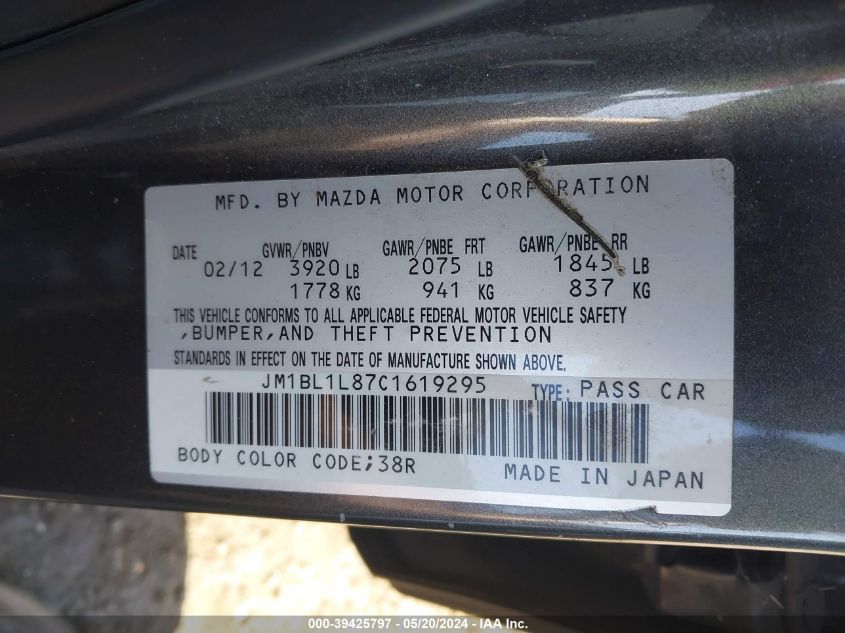 MFD. BY MAZDA MOTOR CORPORATION
DATE GVWR/PNBV GAWR/PNBE FRT GAWR/PNBE RR
02/12 3920 LB 2075 LB 1845 LB
1778 KG 941 KG 837 KG
THIS VEHICLE CONFORMS TO ALL APPLICABLE FEDERAL MOTOR VEHICLE SAFETY
,BUMPER,AND THEFT PREVENTION
STANDARDS IN EFFECT ON THE DATE OF MANUFACTURE SHOWN ABOVE.
JM1BL1L87C1619295 TYPE: PASS CAR
BODY COLOR CODE;38R MADE IN JAPAN
000-39425797 - 05/20/2024 - IAA Inc.